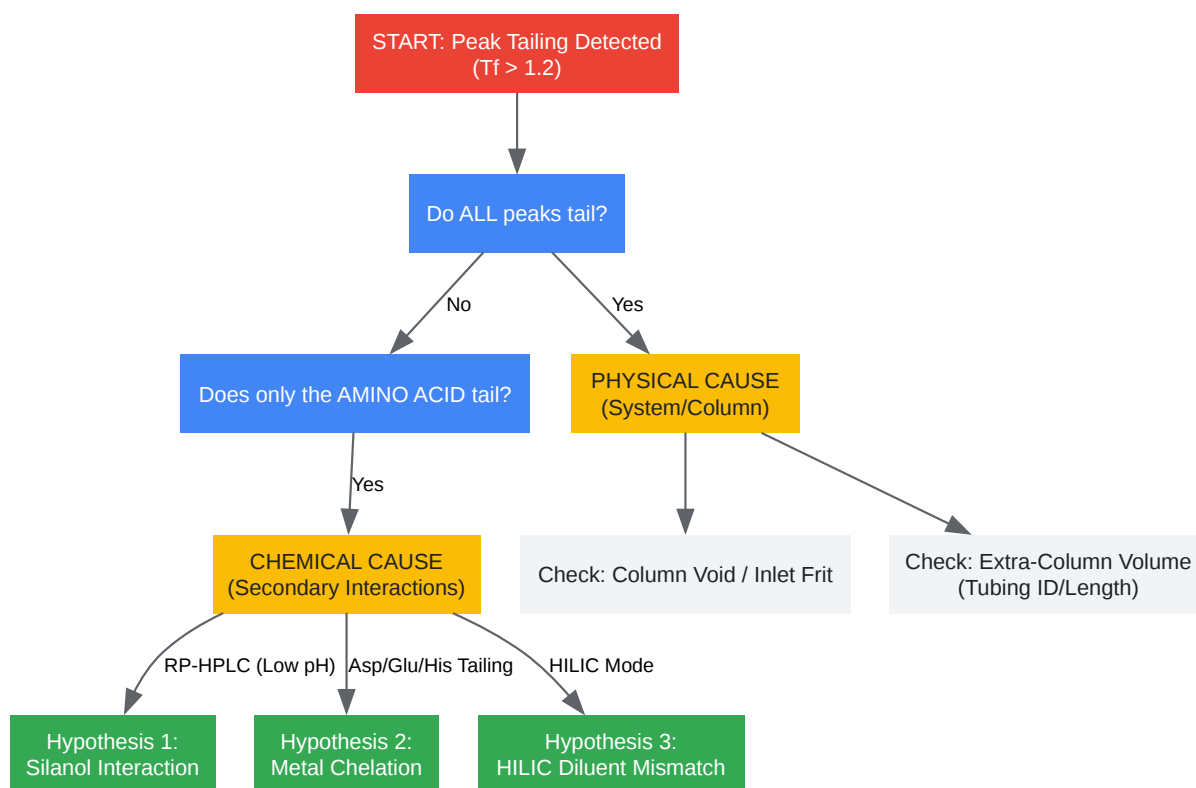 START: Peak Tailing Detected
(Tf > 1.2)
Do ALL peaks tail?
No
Yes
Does only the AMINO ACID tail?
PHYSICAL CAUSE
(System/Column)
Yes
CHEMICAL CAUSE
(Secondary Interactions)
Check: Column Void / Inlet Frit
Check: Extra-Column Volume
(Tubing ID/Length)
RP-HPLC (Low pH)
Asp/Glu/His Tailing
HILIC Mode
Hypothesis 1:
Silanol Interaction
Hypothesis 2:
Metal Chelation
Hypothesis 3:
HILIC Diluent Mismatch